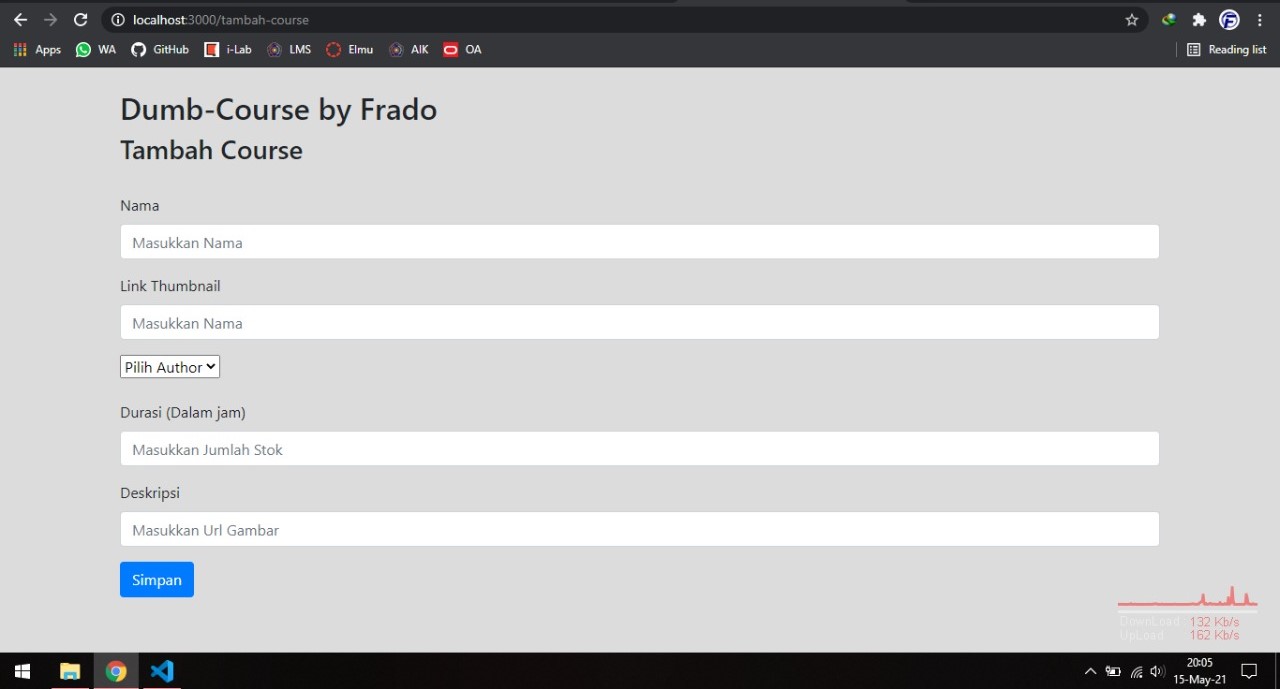 localhost:3000/tambah-course
Apps WA GitHub i-Lab LMS Elmu AIK OA Reading list
Dumb-Course by Frado
Tambah Course
Nama
Masukkan Nama
Link Thumbnail
Masukkan Nama
Pilih Author
Durasi (Dalam jam)
Masukkan Jumlah Stok
Deskripsi
Masukkan Url Gambar
Simpan
DownLoad 132 Kb/s
UpLoad 162 Kb/s
20:05
15-May-21